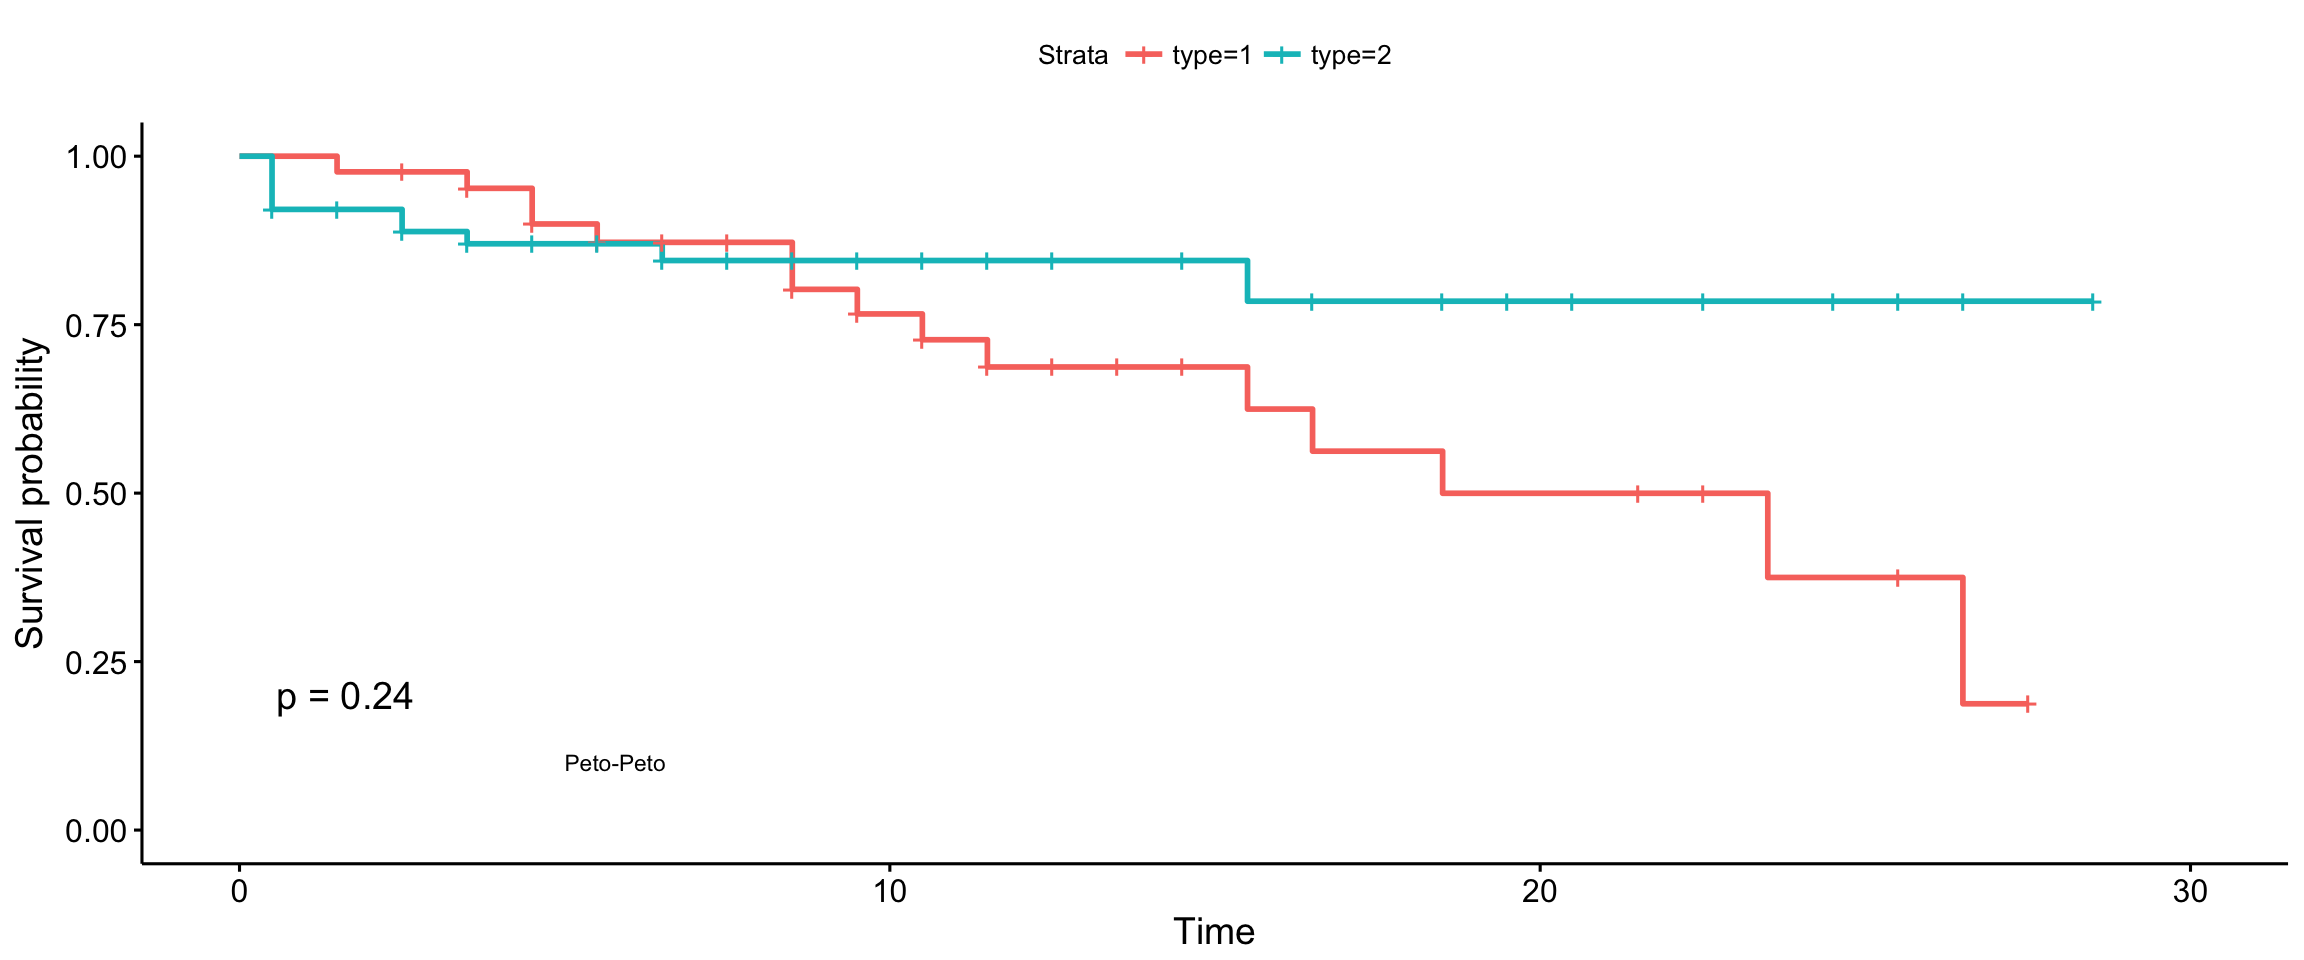 Strata type=1 type=2
Survival probability
1.00
0.75
0.50
0.25
0.00
p = 0.24
Peto-Peto
0 10 20 30
Time